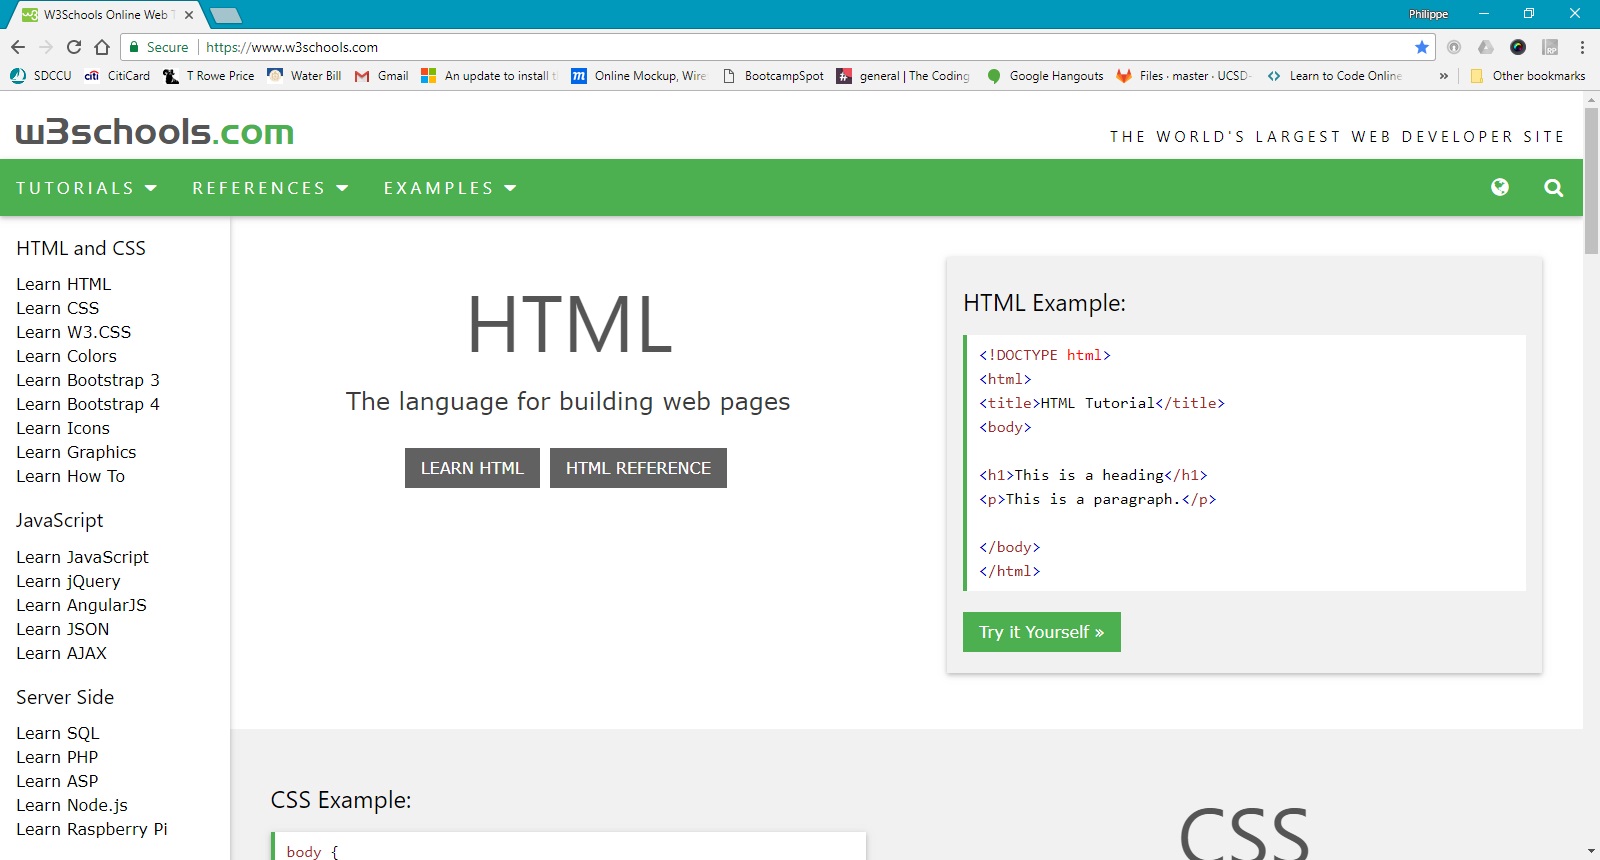 W3Schools Online Web T
Philippe
Secure
https://www.w3schools.com
SDCCU
citi CitiCard
T Rowe Price
Water Bill
Gmail
An update to install t
m Online Mockup, Wire
BootcampSpot
# general | The Coding
Google Hangouts
Files · master · UCSD-
Learn to Code Online
»
Other bookmarks
w3schools.com
THE WORLD'S LARGEST WEB DEVELOPER SITE
TUTORIALS
REFERENCES
EXAMPLES
HTML and CSS
Learn HTML
Learn CSS
Learn W3.CSS
Learn Colors
Learn Bootstrap 3
Learn Bootstrap 4
Learn Icons
Learn Graphics
Learn How To
JavaScript
Learn JavaScript
Learn jQuery
Learn AngularJS
Learn JSON
Learn AJAX
Server Side
Learn SQL
Learn PHP
Learn ASP
Learn Node.js
Learn Raspberry Pi
HTML
The language for building web pages
LEARN HTML
HTML REFERENCE
HTML Example:
<!DOCTYPE html>
<html>
<title>HTML Tutorial</title>
<body>
<h1>This is a heading</h1>
<p>This is a paragraph.</p>
</body>
</html>
Try it Yourself »
CSS Example:
body {
CSS